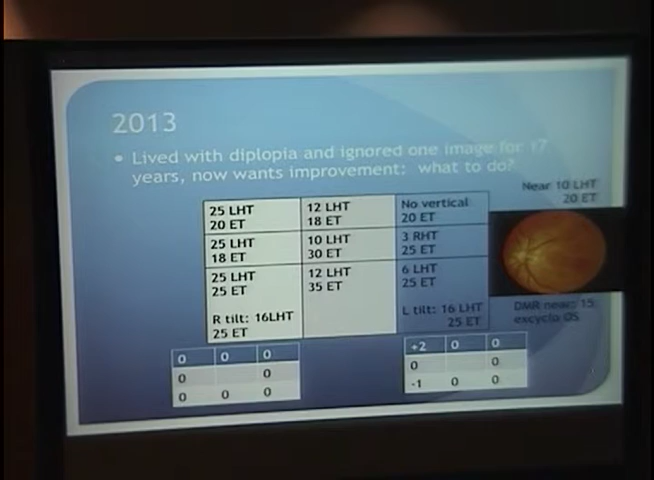 2013
• Lived with diplopia and ignored one image for 17
years, now wants improvement: what to do?
Near 10 LHT
20 ET
25 LHT 12 LHT No vertical
20 ET 18 ET 20 ET
25 LHT 10 LHT 3 RHT
18 ET 30 ET 25 ET
25 LHT 12 LHT 6 LHT
25 ET 35 ET 25 ET
R tilt: 16LHT L tilt: 16 LHT
25 ET 25 ET
DMR near: 15
excyclo OS
0 0 0
0 0
0 0 0
+2 0 0
0 0
-1 0 0